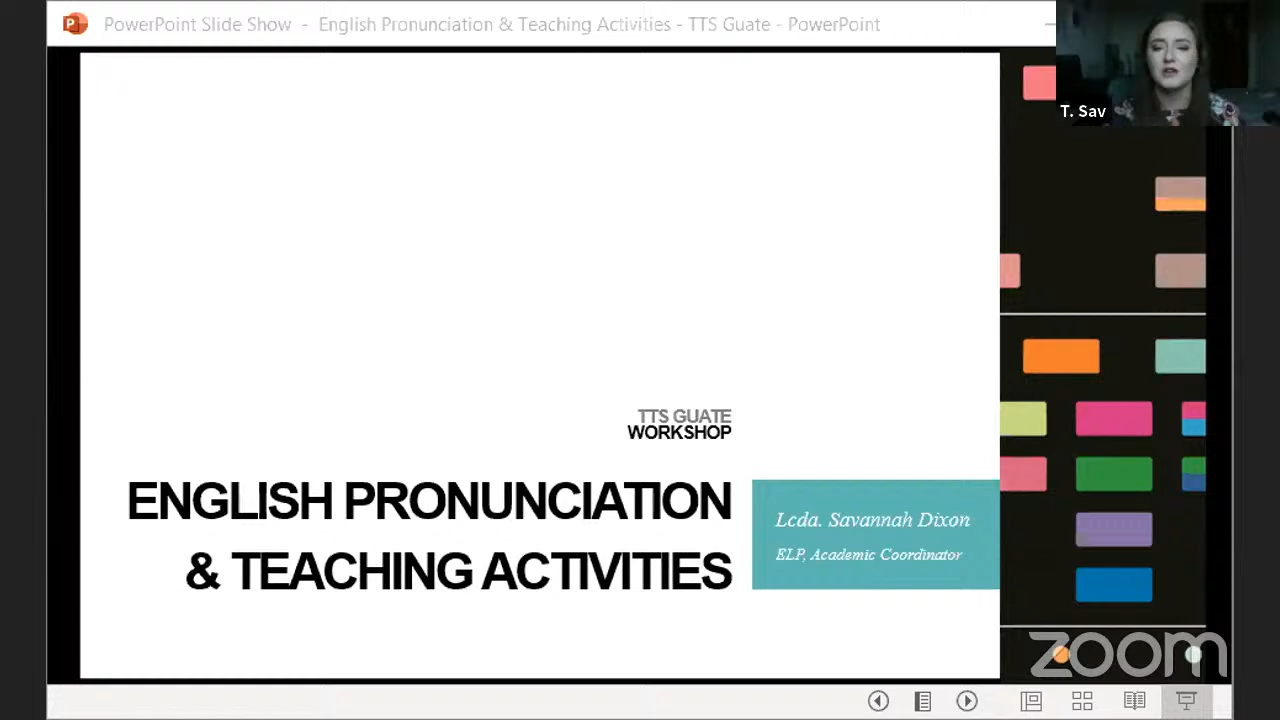 PowerPoint Slide Show - English Pronunciation & Teaching Activities - TTS Guate - PowerPoint
T. Sav
TTS GUATE
WORKSHOP
ENGLISH PRONUNCIATION
& TEACHING ACTIVITIES
Lcda. Savannah Dixon
ELP, Academic Coordinator
zoom